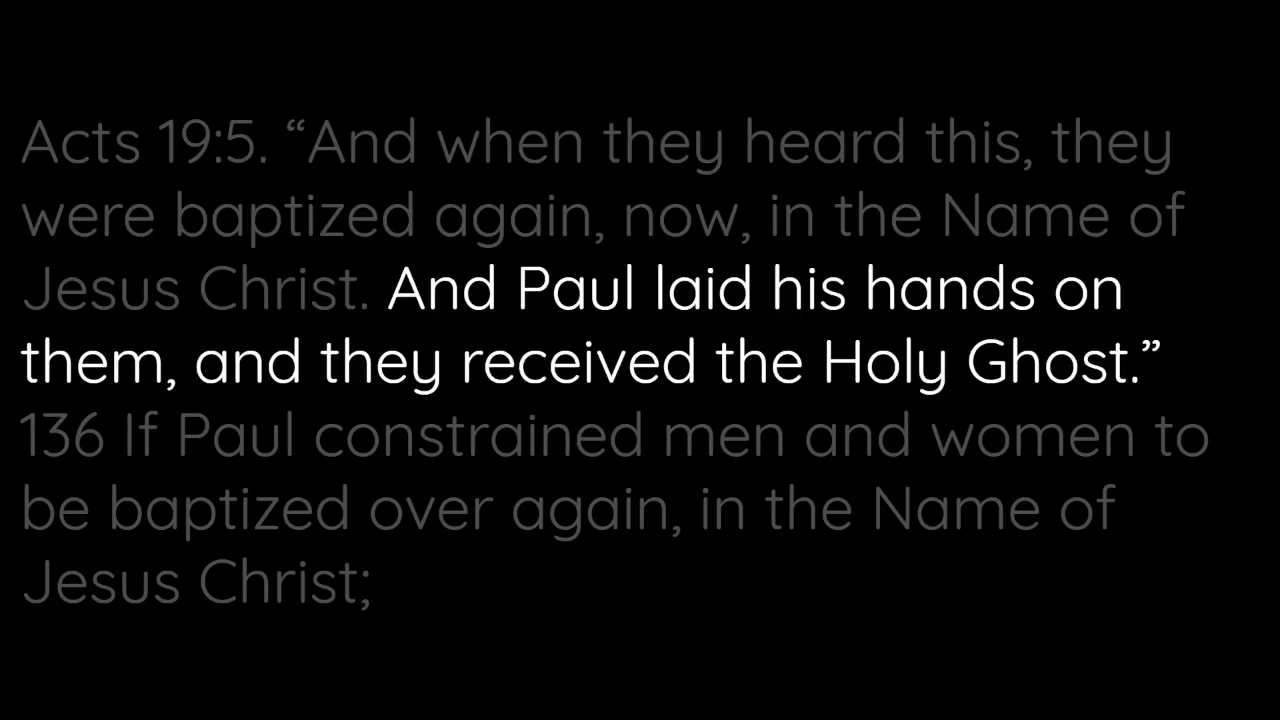 Acts 19:5. “And when they heard this, they
were baptized again, now, in the Name of
Jesus Christ. And Paul laid his hands on
them, and they received the Holy Ghost.”
136 If Paul constrained men and women to
be baptized over again, in the Name of
Jesus Christ;